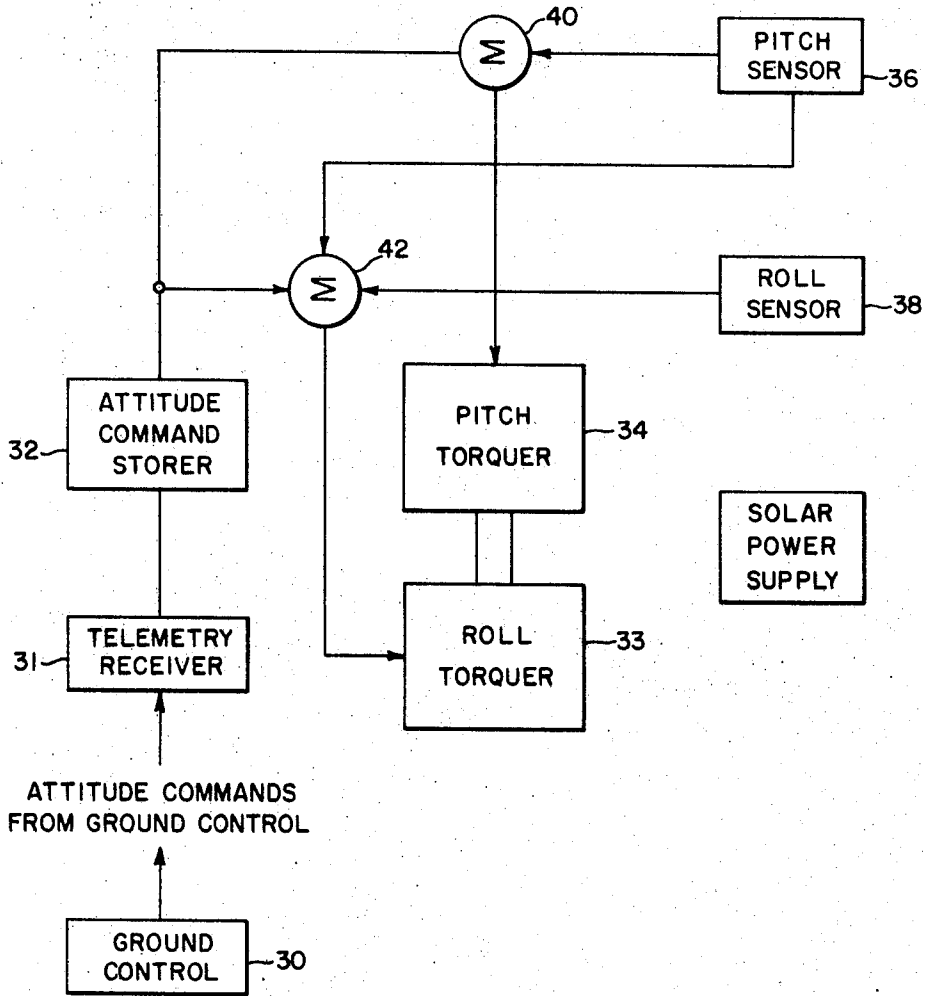 40
M
PITCH
SENSOR
36
42
M
ROLL
SENSOR
38
ATTITUDE
COMMAND
STORER
32
PITCH
TORQUER
34
SOLAR
POWER
SUPPLY
TELEMETRY
RECEIVER
31
ROLL
TORQUER
33
ATTITUDE COMMANDS
FROM GROUND CONTROL
GROUND
CONTROL
30